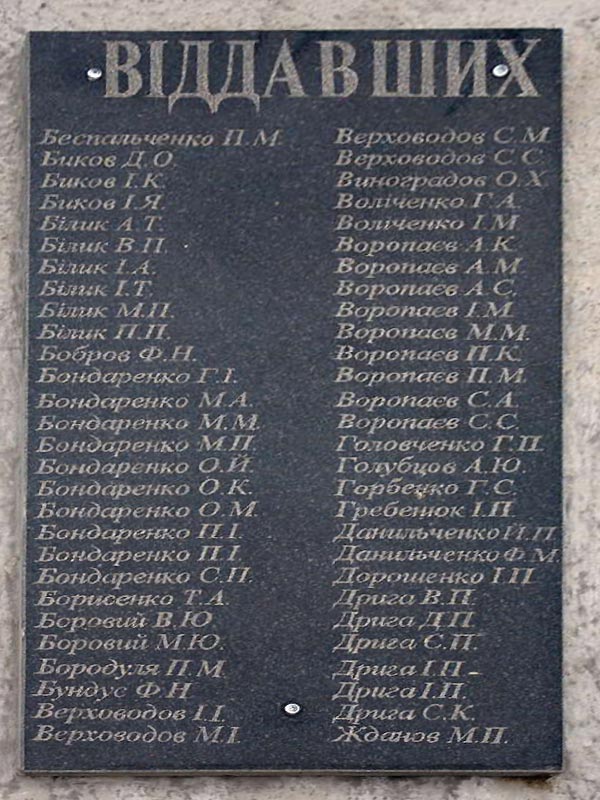 ВІДДАВШИХ
Беспальченко П.М.
Биков Д.О.
Биков І.К.
Биков І.Я.
Білик А.Т.
Білик В.П.
Білик І.А.
Білик І.Т.
Білик М.П.
Білик П.П.
Бобров Ф.Н.
Бондаренко Г.І.
Бондаренко М.А.
Бондаренко М.М.
Бондаренко М.П.
Бондаренко О.Й.
Бондаренко О.К.
Бондаренко О.М
Бондаренко П.І.
Бондаренко П.І.
Бондаренко С.П.
Борисенко Т.А.
Боровий В.Ю
Боровий М.Ю.
Бородуля П.М.
Бундус Ф.Н
Верховодов І.І.
Верховодов М.І.
Верховодов С.М
Верховодов С.С.
Виноградов О.Х.
Воліченко Г.А.
Воліченко І.М
Воропаєв А.К.
Воропаєв А.М.
Воропаєв А.С.
Воропаєв І.М.
Воропаєв М.М.
Воропаєв П.К.
Воропаєв П.М.
Воропаєв С.А.
Воропаєв С.С.
Головченко Г.П.
Голубцов А.Ю.
Горбенко Г.С.
Гребенюк І.П.
Данильченко Й.П.
Данильченко Ф.М.
Дорошенко І.П.
Дрига В.П.
Дрига Д.П.
Дрига Є.П.
Дрига І.П.
Дрига І.П.
Дрига С.К.
Жданов М.П.